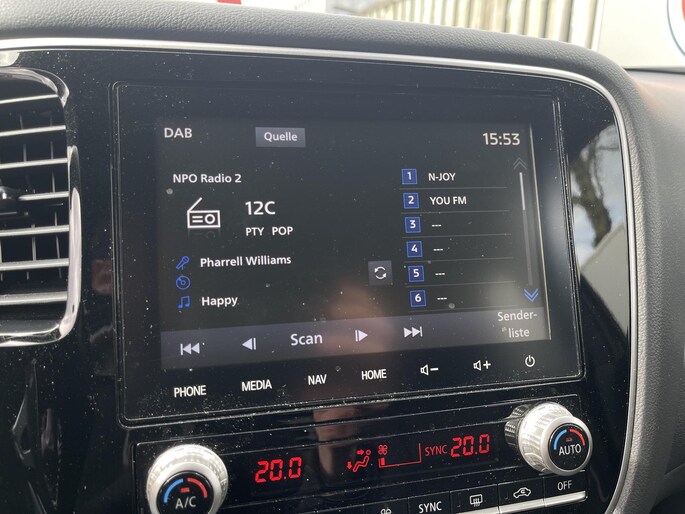 DAB
Quelle
15:53
NPO Radio 2
12C
PTY POP
Pharrell Williams
Happy
1 N-JOY
2 YOU FM
3 ---
4 ---
5 ---
6 ---
Scan
Sender-
liste
PHONE
MEDIA
NAV
HOME
20.0
SYNC 20.0
A/C
AUTO
SYNC
OFF